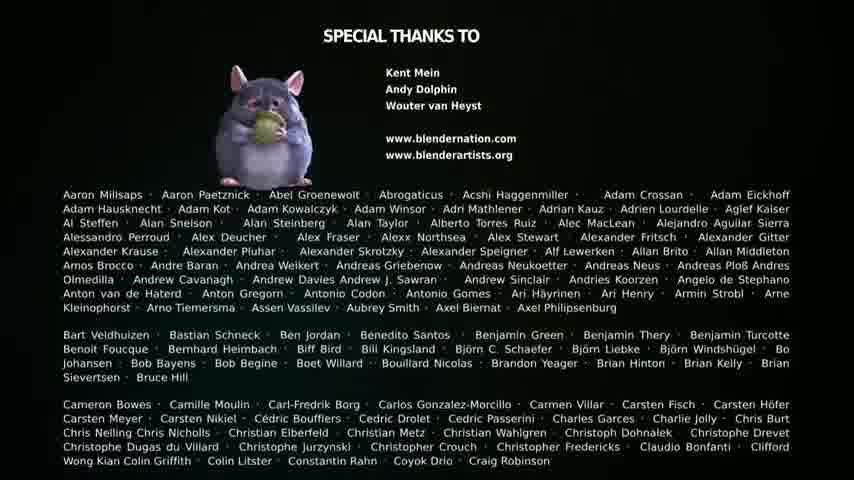 SPECIAL THANKS TO
Kent Mein
Andy Dolphin
Wouter van Heyst
www.blendernation.com
www.blenderartists.org
Aaron Millsaps · Aaron Paetznick · Abel Groenewolt · Abrogaticus · Acshi Haggenmiller · Adam Crossan · Adam Eickhoff
Adam Hausknecht · Adam Kot · Adam Kowalczyk · Adam Winsor · Adri Mathlener · Adrian Kauz · Adrien Lourdelle · Aglef Kaiser
Al Steffen · Alan Snelson · Alan Steinberg · Alan Taylor · Alberto Torres Ruiz · Alec MacLean · Alejandro Aguilar Sierra
Alessandro Perroud · Alex Deucher · Alex Fraser · Alexx Northsea · Alex Stewart · Alexander Fritsch · Alexander Gitter
Alexander Krause · Alexander Pluhar · Alexander Skrotzky · Alexander Speigner · Alf Lewerken · Allan Brito · Allan Middleton
Amos Brocco · Andre Baran · Andrea Weikert · Andreas Griebenow · Andreas Neukoetter · Andreas Neus · Andreas Ploß Andres
Olmedilla · Andrew Cavanagh · Andrew Davies Andrew J. Sawran · Andrew Sinclair · Andries Koorzen · Angelo de Stephano
Anton van de Haterd · Anton Gregorn · Antonio Codon · Antonio Gomes · Ari Häyrinen · Ari Henry · Armin Strobl · Arne
Kleinophorst · Arno Tiemersma · Assen Vassilev · Aubrey Smith · Axel Biernat · Axel Philipsenburg
Bart Veldhuizen · Bastian Schneck · Ben Jordan · Benedito Santos · Benjamin Green · Benjamin Thery · Benjamin Turcotte
Benoit Foucque · Bernhard Heimbach · Biff Bird · Bill Kingsland · Björn C. Schaefer · Björn Liebke · Björn Windshügel · Bo
Johansen · Bob Bayens · Bob Begine · Boet Willard · Bouillard Nicolas · Brandon Yeager · Brian Hinton · Brian Kelly · Brian
Sievertsen · Bruce Hill
Cameron Bowes · Camille Moulin · Carl-Fredrik Borg · Carlos Gonzalez-Morcillo · Carmen Villar · Carsten Fisch · Carsten Höfer
Carsten Meyer · Carsten Nikiel · Cédric Boufflers · Cedric Drolet · Cedric Passerini · Charles Garces · Charlie Jolly · Chris Burt
Chris Nelling Chris Nicholls · Christian Elberfeld · Christian Metz · Christian Wahlgren · Christoph Dohnalek · Christophe Drevet
Christophe Dugas du Villard · Christophe Jurzynski · Christopher Crouch · Christopher Fredericks · Claudio Bonfanti · Clifford
Wong Kian Colin Griffith · Colin Litster · Constantin Rahn · Coyok Drio · Craig Robinson